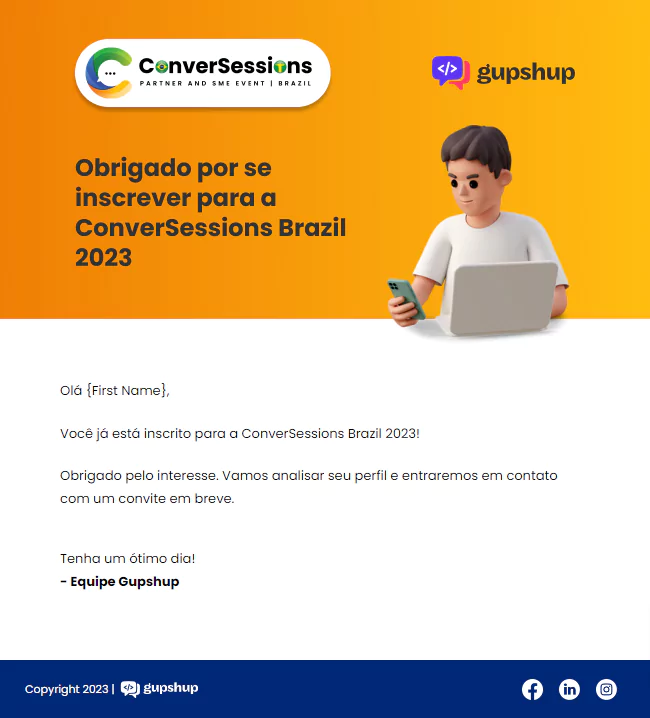 ConverSessions
PARTNER AND SME EVENT | BRAZIL
</> gupshup
Obrigado por se
inscrever para a
ConverSessions Brazil
2023
Olá {First Name},
Você já está inscrito para a ConverSessions Brazil 2023!
Obrigado pelo interesse. Vamos analisar seu perfil e entraremos em contato
com um convite em breve.
Tenha um ótimo dia!
- Equipe Gupshup
Copyright 2023 | </> gupshup